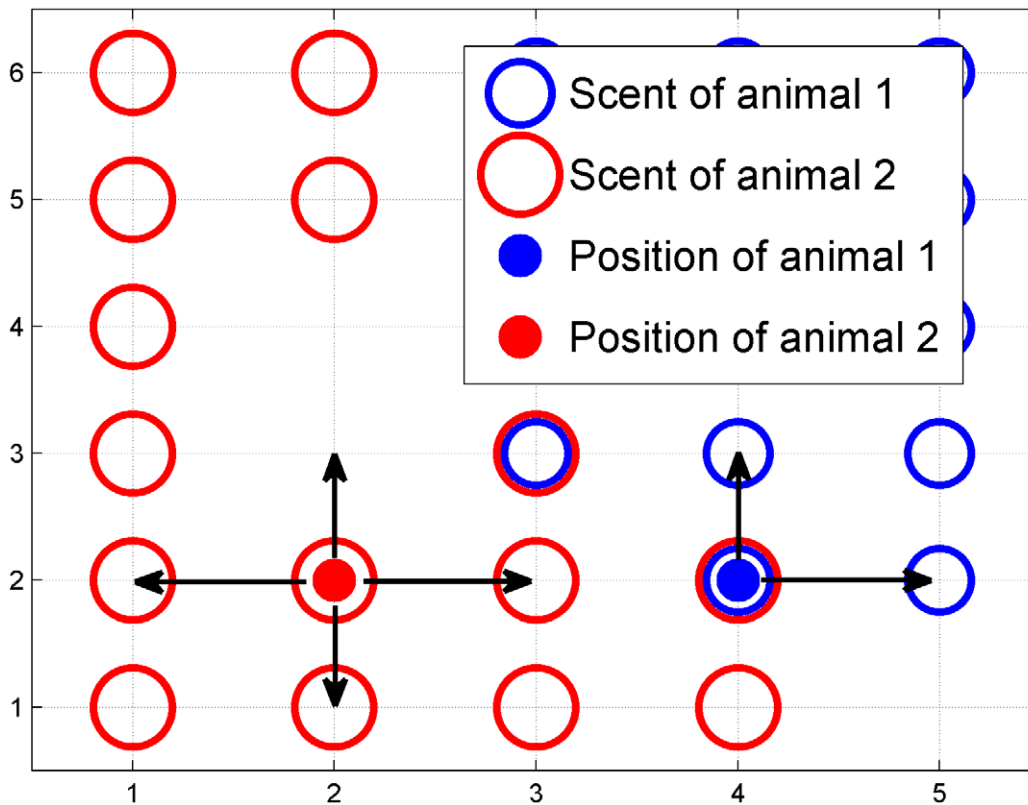 6
5
4
3
2
1
Scent of animal 1
Scent of animal 2
Position of animal 1
Position of animal 2
1 2 3 4 5